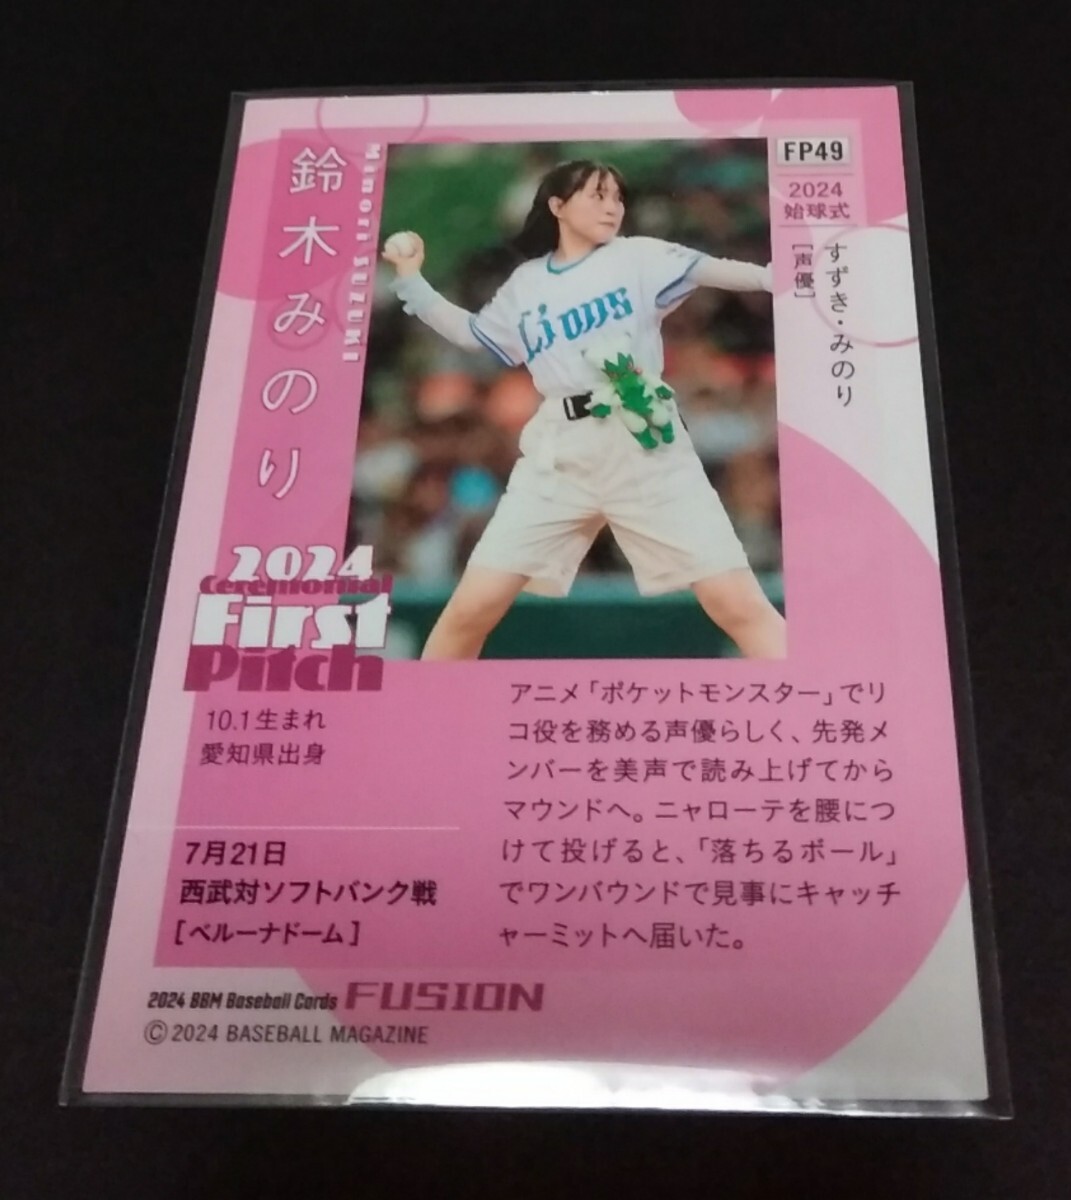 FP49
2024
始球式
すずき・みのり
[声優]
鈴木みのり
Minori SUZUKI
Lions
2024
Ceremonial
First
Pitch
10.1生まれ
愛知県出身
7月21日
西武対ソフトバンク戦
[ベルーナドーム]
アニメ「ポケットモンスター」でリ
コ役を務める声優らしく、先発メ
ンバーを美声で読み上げてから
マウンドへ。ニャローテを腰につ
けて投げると、「落ちるボール」
でワンバウンドで見事にキャッチ
ャーミットへ届いた。
2024 BBM Baseball Cards FUSION
©2024 BASEBALL MAGAZINE